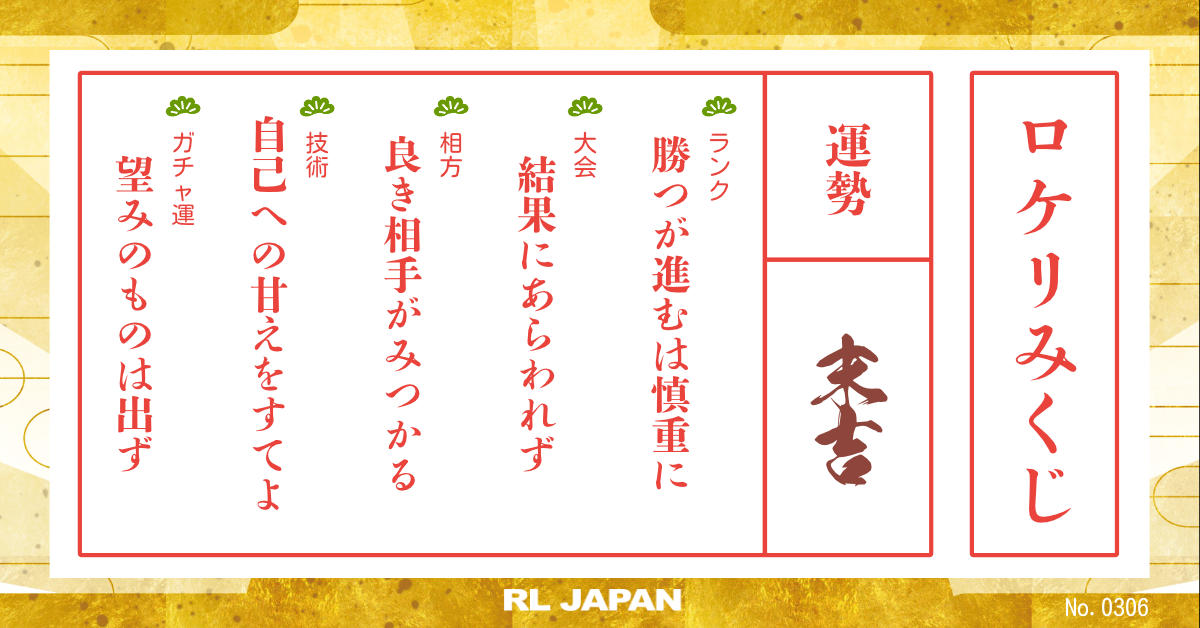 ロケリみくじ
運勢
末吉
ランク
勝つが進むは慎重に
大会
結果にあらわれず
相方
良き相手がみつかる
技術
自己への甘えをすてよ
ガチャ運
望みのものは出ず
RL JAPAN
No. 0306